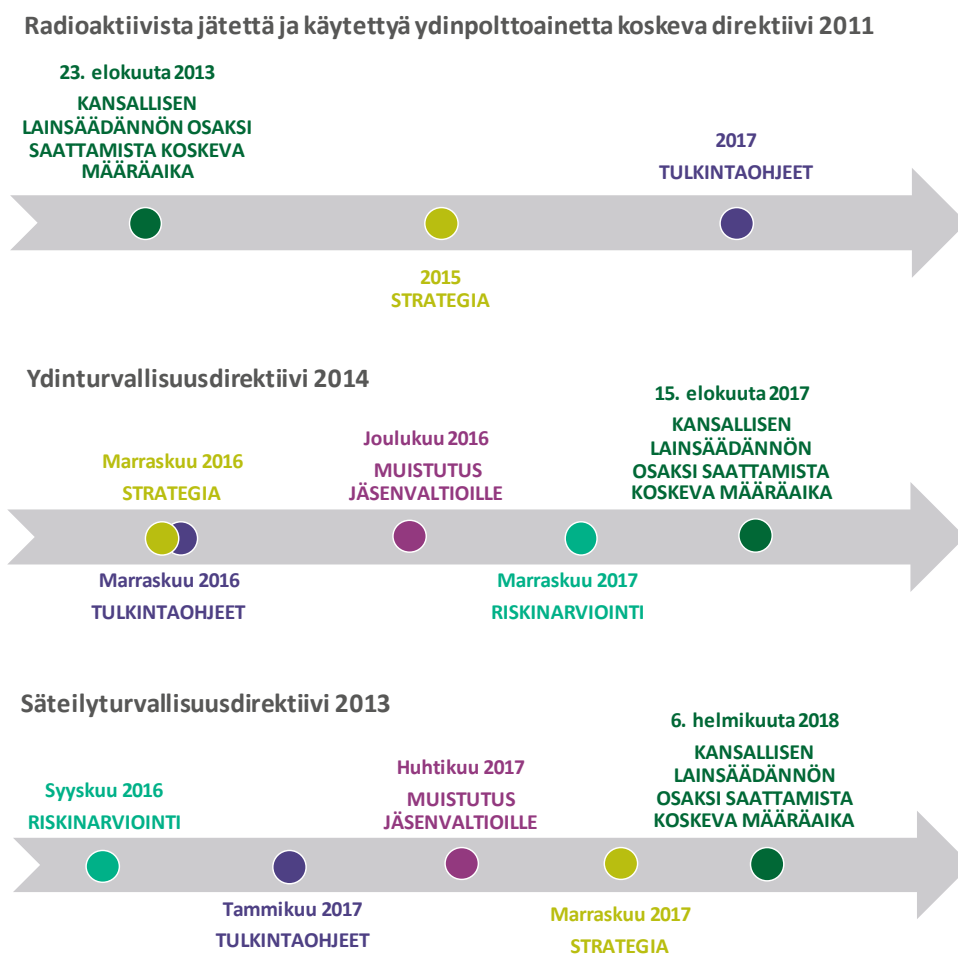 Radioaktiivista jätettä ja käytettyä ydinpolttoainetta koskeva direktiivi 2011
23. elokuuta 2013
KANSALLISEN
LAINSÄÄDÄNNÖN OSAKSI
SAATTAMISTA KOSKEVA
MÄÄRÄAIKA
2017
TULKINTAOHJEET
2015
STRATEGIA
Ydinturvallisuusdirektiivi 2014
Marraskuu 2016
STRATEGIA
Joulukuu 2016
MUISTUTUS
JÄSENVALTIOILLE
15. elokuuta 2017
KANSALLISEN
LAINSÄÄDÄNNÖN
OSAKSI SAATTAMISTA
KOSKEVA MÄÄRÄAIKA
Marraskuu 2016
TULKINTAOHJEET
Marraskuu 2017
RISKINARVIOINTI
Säteilyturvallisuusdirektiivi 2013
Syyskuu 2016
RISKINARVIOINTI
Huhtikuu 2017
MUISTUTUS
JÄSENVALTIOILLE
6. helmikuuta 2018
KANSALLISEN
LAINSÄÄDÄNNÖN
OSAKSI SAATTAMISTA
KOSKEVA MÄÄRÄAIKA
Tammikuu 2017
TULKINTAOHJEET
Marraskuu 2017
STRATEGIA